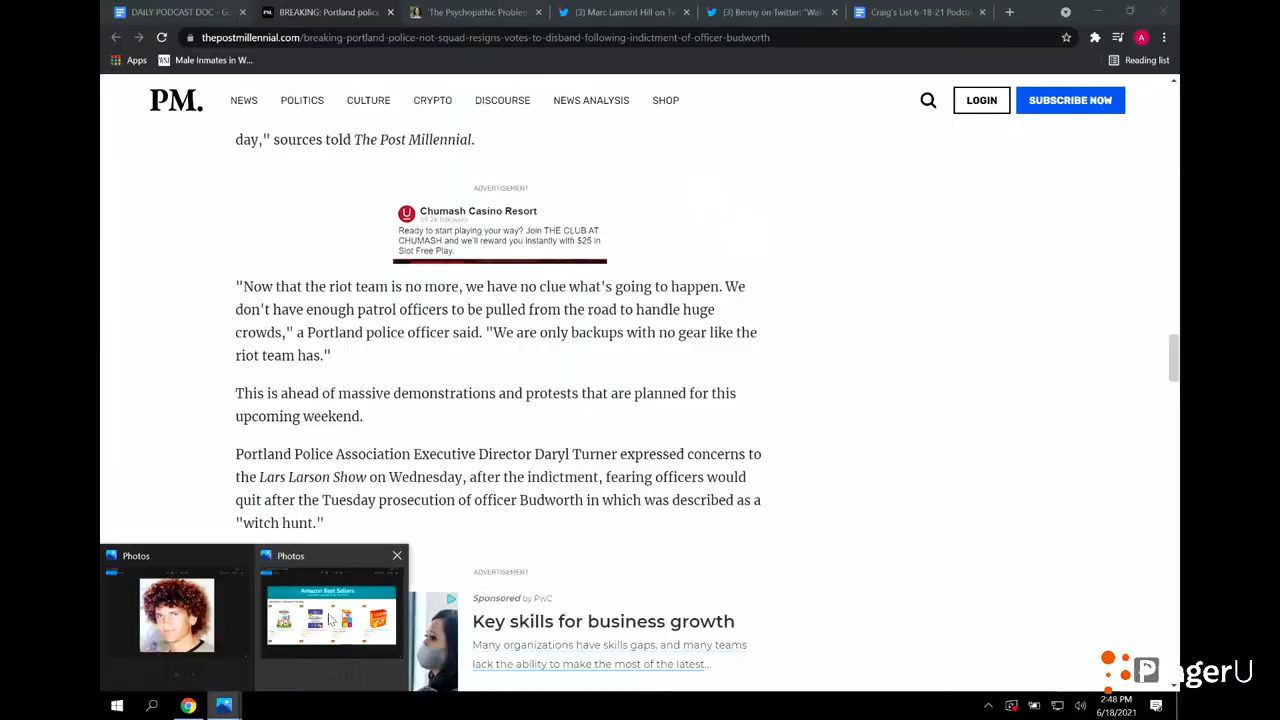 DAILY PODCAST DOC – G
BREAKING: Portland police
'The Psychopathic Problem
(3) Marc Lamont Hill on T
(3) Benny on Twitter: "Wal
Craig's List 6-18-21 Podca
thepostmillennial.com/breaking-portland-police-riot-squad-resigns-votes-to-disband-following-indictment-of-officer-budworth
A
Apps
Male Inmates in W...
Reading list
PM.
NEWS
POLITICS
CULTURE
CRYPTO
DISCOURSE
NEWS ANALYSIS
SHOP
LOGIN
SUBSCRIBE NOW
day," sources told The Post Millennial.
ADVERTISEMENT
Chumash Casino Resort
Ready to start playing your way? Join THE CLUB AT
CHUMASH and we'll reward you instantly with $25 in
Slot Free Play.
"Now that the riot team is no more, we have no clue what's going to happen. We
don't have enough patrol officers to be pulled from the road to handle huge
crowds," a Portland police officer said. "We are only backups with no gear like the
riot team has."
This is ahead of massive demonstrations and protests that are planned for this
upcoming weekend.
Portland Police Association Executive Director Daryl Turner expressed concerns to
the Lars Larson Show on Wednesday, after the indictment, fearing officers would
quit after the Tuesday prosecution of officer Budworth in which was described as a
"witch hunt."
Photos
Photos
Amazon Best Sellers
ADVERTISEMENT
Sponsored by PwC
Key skills for business growth
Many organizations have skills gaps, and many teams
lack the ability to make the most of the latest...
PragerU
2:48 PM
6/18/2021